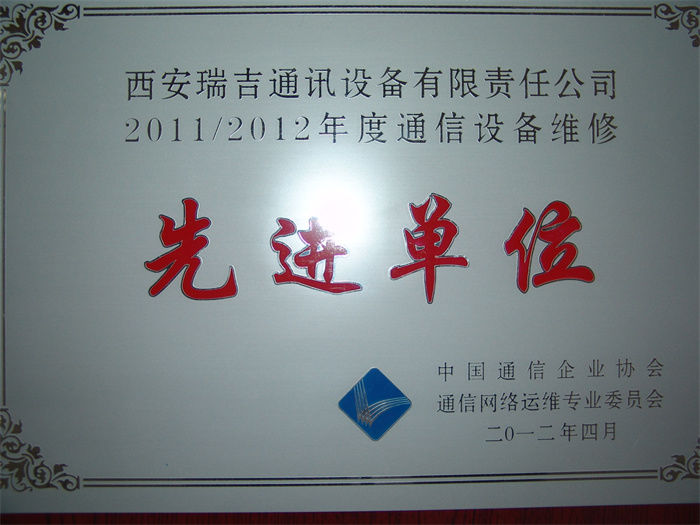 西安瑞吉通讯设备有限责任公司
2011/2012年度通信设备维修
先进单位
中国通信企业协会
通信网络运维专业委员会
二〇一二年四月